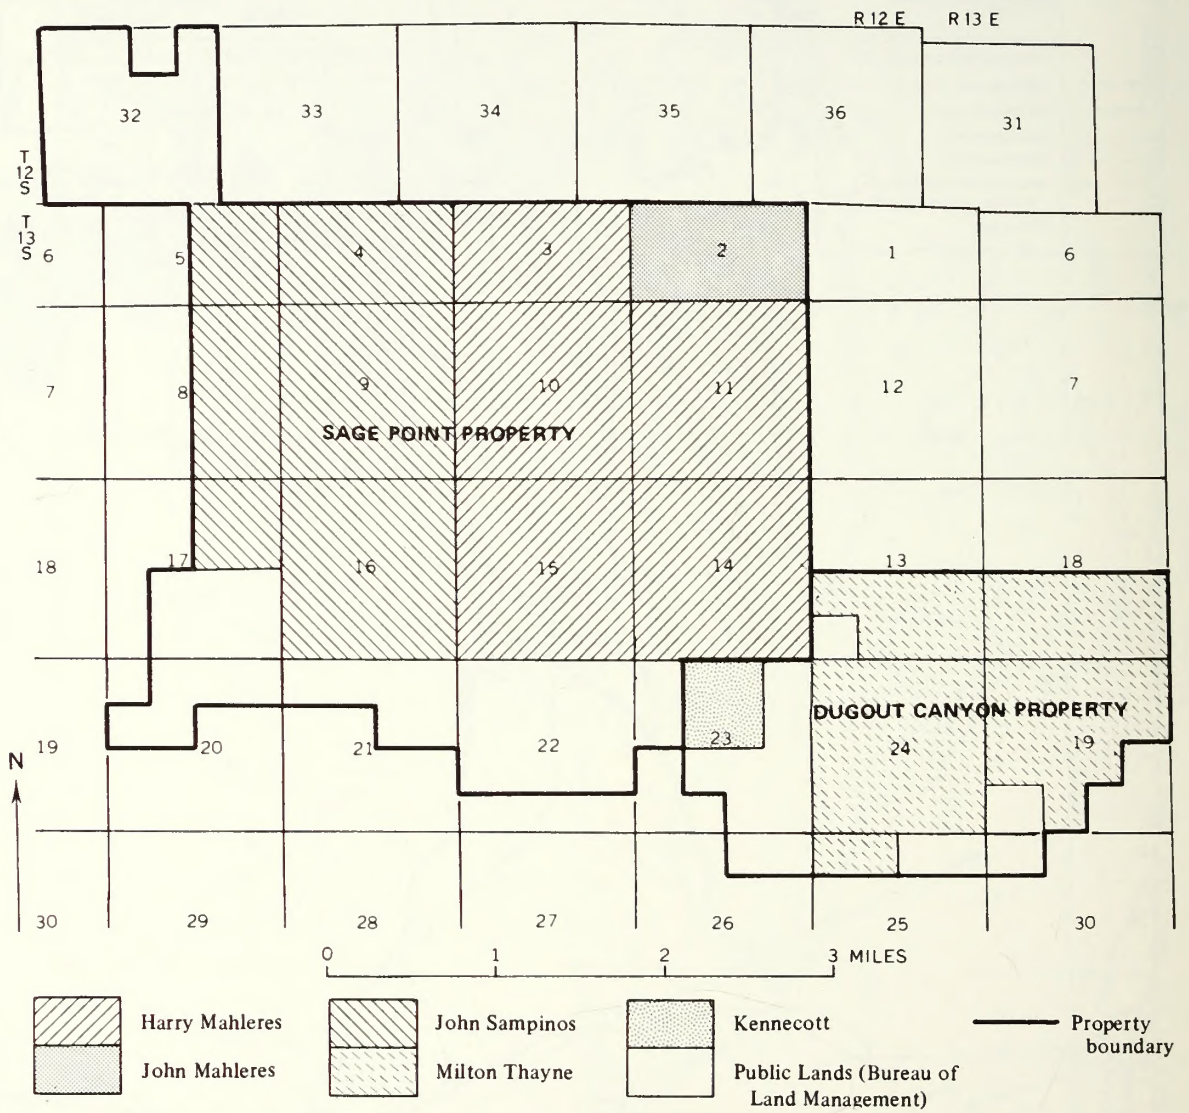 R 12 E R 13 E
32 33 34 35 36 31
T
12
S
T
13
S
6 5 4 3 2 1 6
7 8 9 10 11 12 7
SAGE POINT PROPERTY
18 17 16 15 14 13 18
DUGOUT CANYON PROPERTY
19 20 21 22 23 24 19
N
30 29 28 27 26 25 30
0 1 2 3 MILES
Harry Mahleres
John Mahleres
John Sampinos
Milton Thayne
Kennecott
Public Lands (Bureau of
Land Management)
Property
boundary